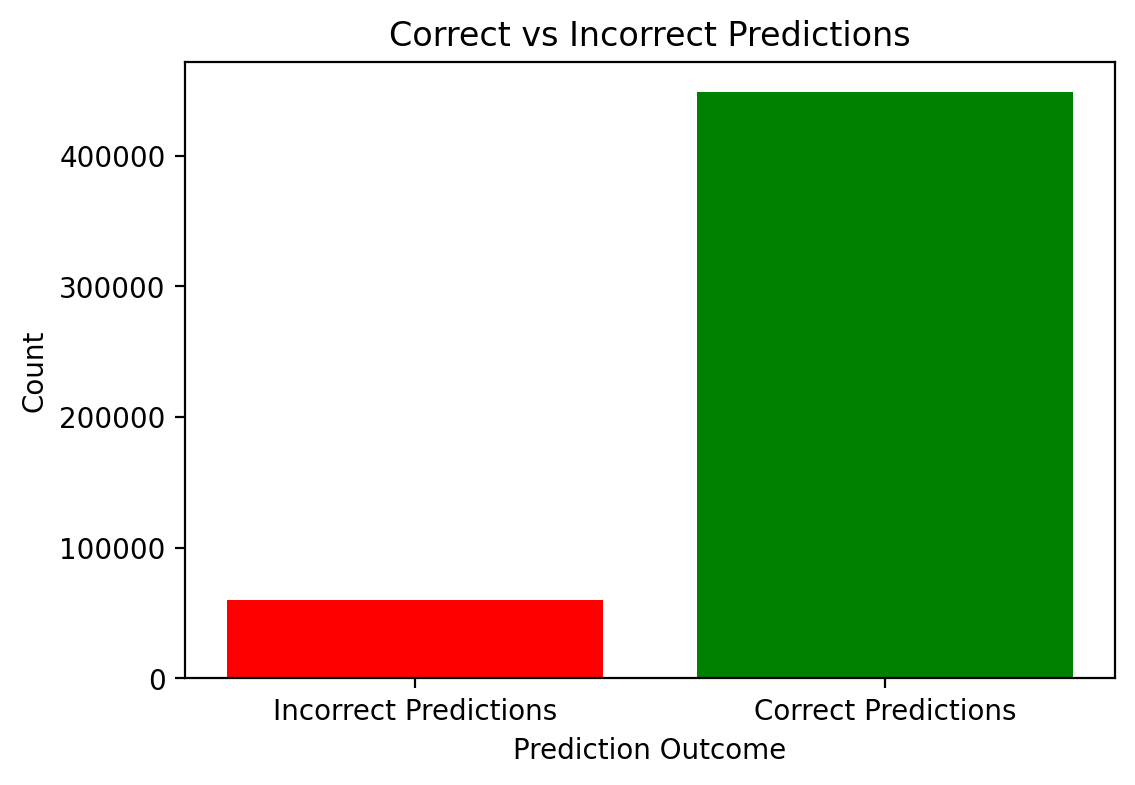 Correct vs Incorrect Predictions
400000
300000
200000
100000
0
Count
Incorrect Predictions
Correct Predictions
Prediction Outcome